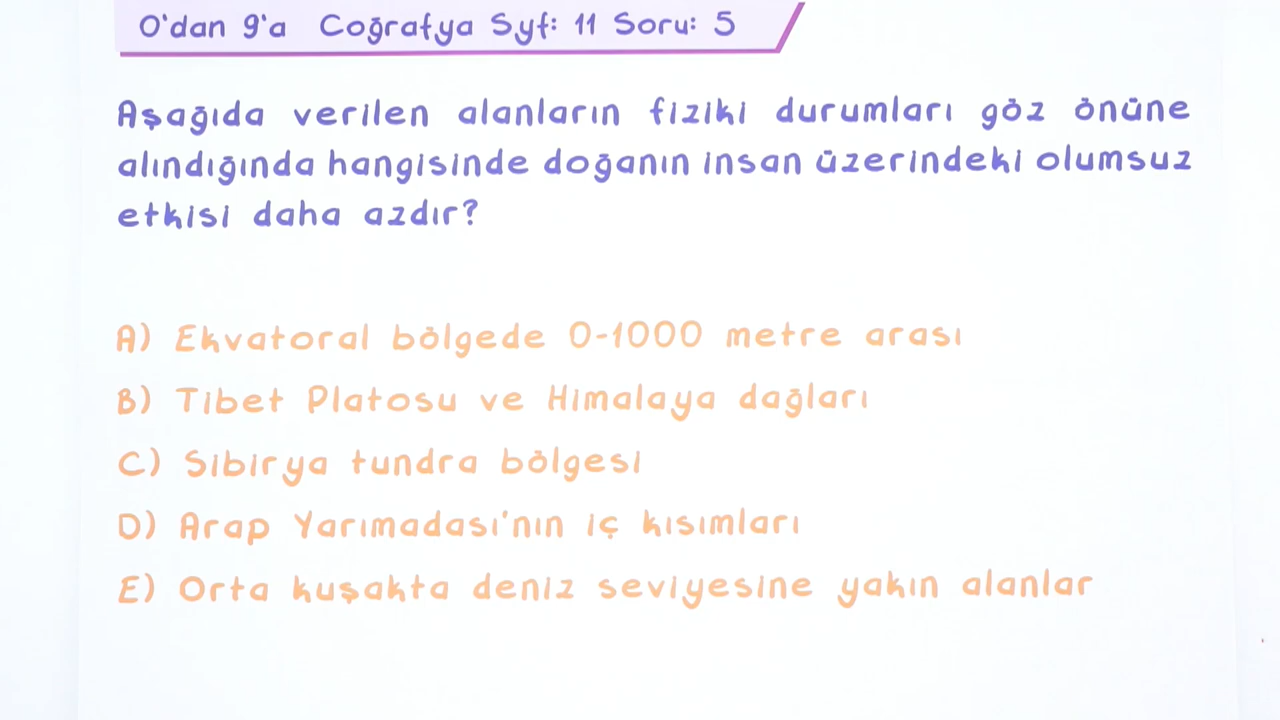 0'dan 9'a Coğrafya Syf: 11 Soru: 5
Aşağıda verilen alanların fiziki durumları göz önüne
alındığında hangisinde doğanın insan üzerindeki olumsuz
etkisi daha azdır?
A) Ekvatoral bölgede 0-1000 metre arası
B) Tibet Platosu ve Himalaya dağları
C) Sibirya tundra bölgesi
D) Arap Yarımadası'nın iç kısımları
E) Orta kuşakta deniz seviyesine yakın alanlar